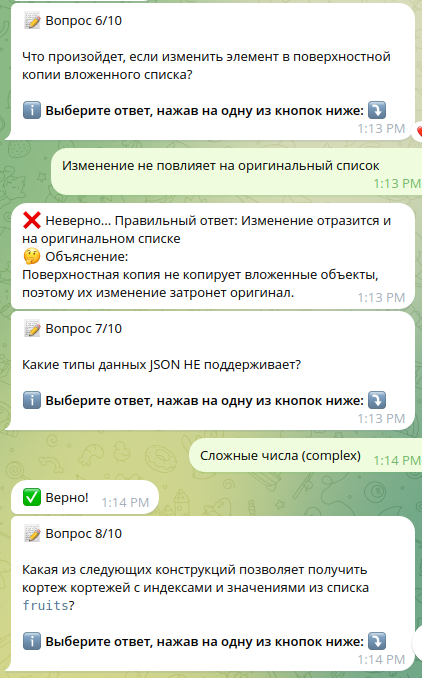 📝 Вопрос 6/10
Что произойдет, если изменить элемент в поверхностной
копии вложенного списка?
ℹ️ Выберите ответ, нажав на одну из кнопок ниже: ⤵️
1:13 PM
Изменение не повлияет на оригинальный список
1:13 PM
❌ Неверно... Правильный ответ: Изменение отразится и
на оригинальном списке
🤔 Объяснение:
Поверхностная копия не копирует вложенные объекты,
поэтому их изменение затронет оригинал.
1:13 PM
📝 Вопрос 7/10
Какие типы данных JSON НЕ поддерживает?
ℹ️ Выберите ответ, нажав на одну из кнопок ниже: ⤵️
1:13 PM
Сложные числа (complex)
1:14 PM
✅ Верно!
1:14 PM
📝 Вопрос 8/10
Какая из следующих конструкций позволяет получить
кортеж кортежей с индексами и значениями из списка
fruits?
ℹ️ Выберите ответ, нажав на одну из кнопок ниже: ⤵️
1:14 PM